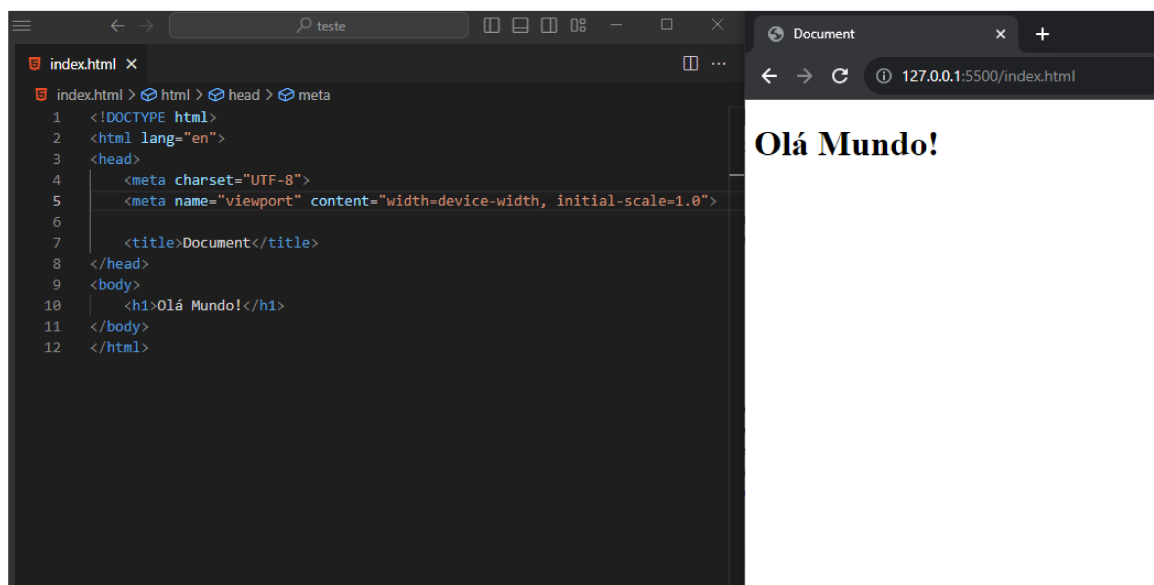 teste
index.html
index.html > html > head > meta
1 <!DOCTYPE html>
2 <html lang="en">
3 <head>
4 <meta charset="UTF-8">
5 <meta name="viewport" content="width=device-width, initial-scale=1.0">
6
7 <title>Document</title>
8 </head>
9 <body>
10 <h1>Olá Mundo!</h1>
11 </body>
12 </html>
Document
127.0.0.1:5500/index.html
Olá Mundo!